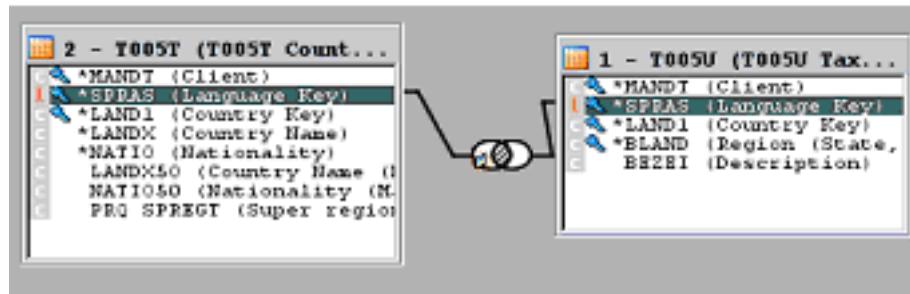 2 - T005T (T005T Count...
*MANDT (Client)
*SPRAS (Language Key)
*LAND1 (Country Key)
*LANDX (Country Name)
*NATIO (Nationality)
LANDX50 (Country Name (
NATIO50 (Nationality (M
PRQ SPREGT (Super region
1 - T005U (T005U Tax...
*MANDT (Client)
*SPRAS (Language Key)
*LAND1 (Country Key)
*BLAND (Region (State,
BEZEI (Description)